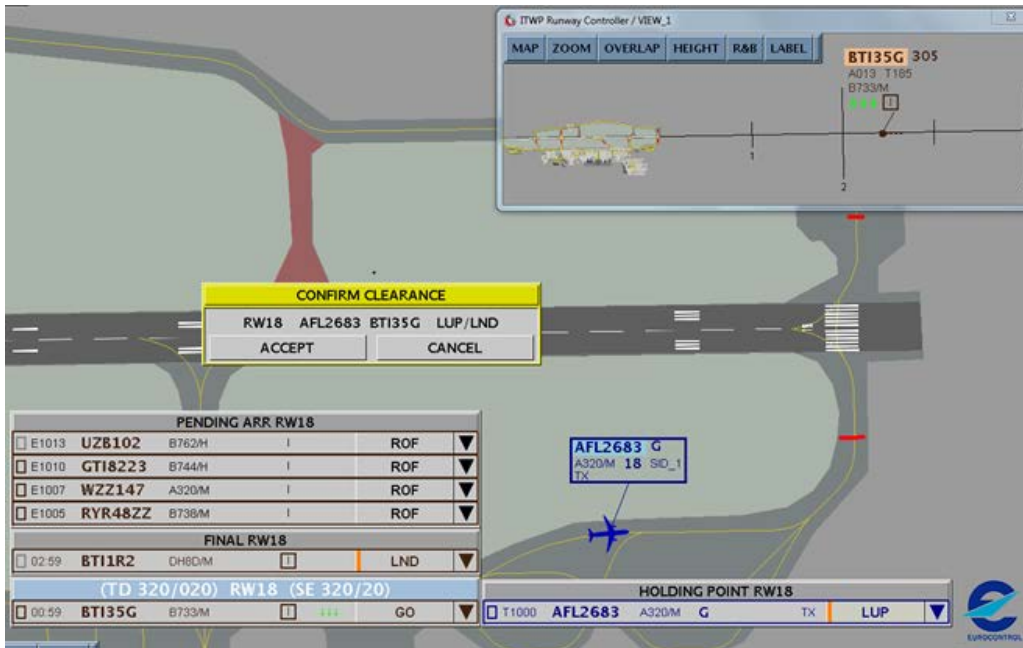 ITWP Runway Controller / VIEW_1
MAP ZOOM OVERLAP HEIGHT R&B LABEL
BTI35G 305
A013 T185
B733/M
I
1
2
CONFIRM CLEARANCE
RW18 AFL2683 BTI35G LUP/LND
ACCEPT CANCEL
PENDING ARR RW18
E1013 UZB102 B762/H I ROF
E1010 GTI8223 B744/H I ROF
E1007 WZZ147 A320/M I ROF
E1005 RYR48ZZ B738/M I ROF
FINAL RW18
02:59 BTI1R2 DH8D/M I LND
(TD 320/020) RW18 (SE 320/20)
00:59 BTI35G B733/M I ↓↓↓ GO
AFL2683 G
A320/M 18 SID_1
TX
HOLDING POINT RW18
T1000 AFL2683 A320/M G TX LUP
EUROCONTROL